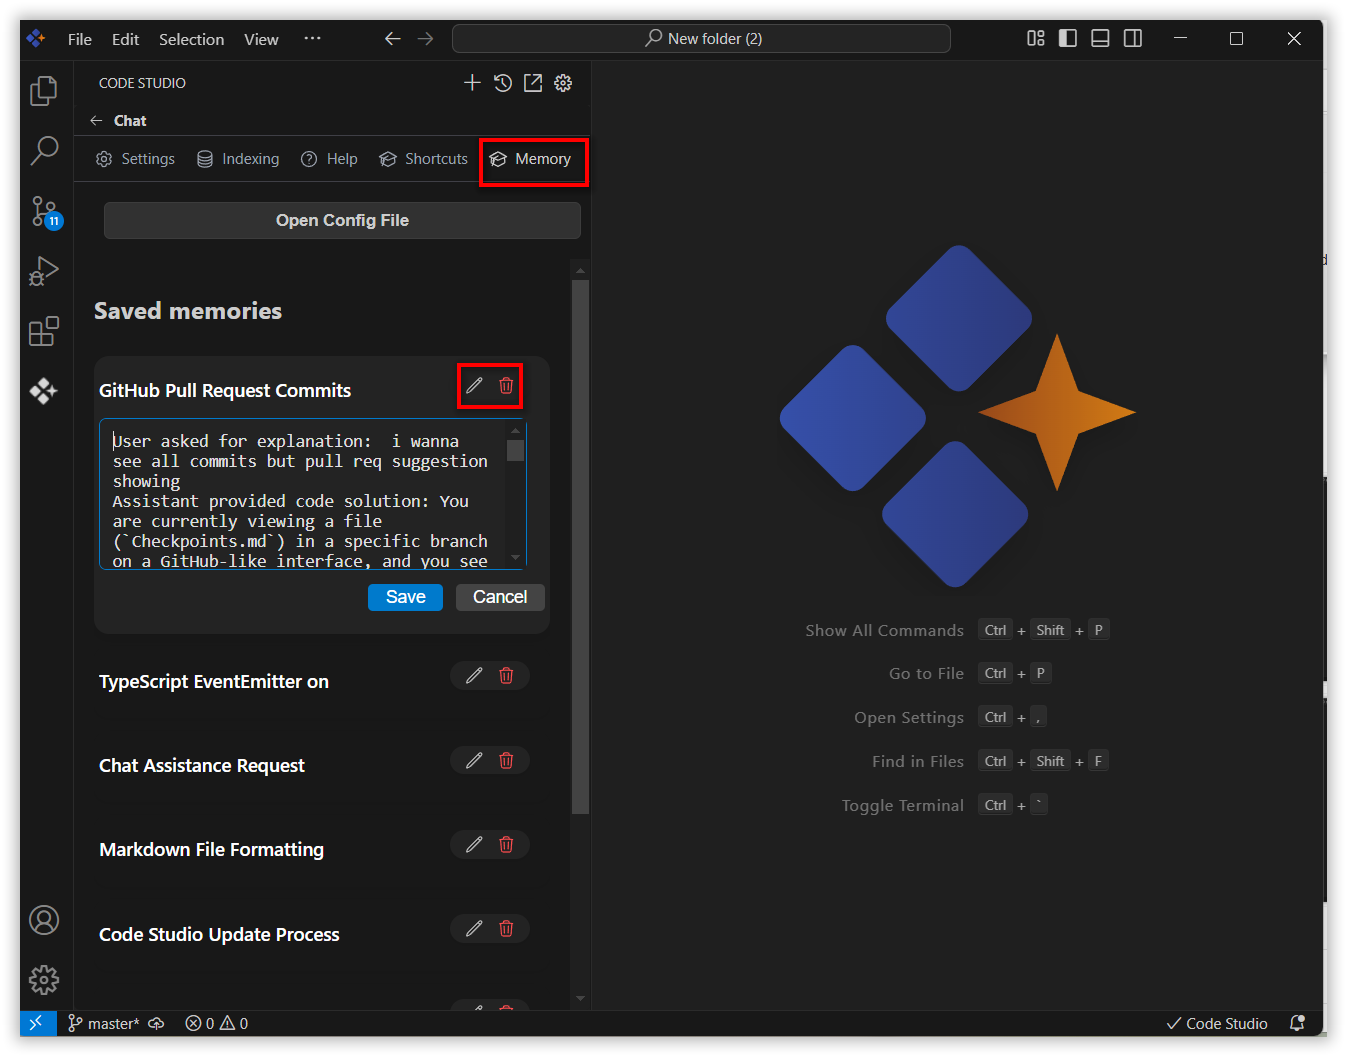 File Edit Selection View ··· New folder (2)
CODE STUDIO
Chat
Settings Indexing Help Shortcuts Memory
Open Config File
Saved memories
GitHub Pull Request Commits
User asked for explanation:  i wanna
see all commits but pull req suggestion
showing
Assistant provided code solution: You
are currently viewing a file
(`Checkpoints.md`) in a specific branch
on a GitHub-like interface, and you see
Save Cancel
TypeScript EventEmitter on
Chat Assistance Request
Markdown File Formatting
Code Studio Update Process
11
Show All Commands Ctrl + Shift + P
Go to File Ctrl + P
Open Settings Ctrl + ,
Find in Files Ctrl + Shift + F
Toggle Terminal Ctrl + `
master* 0 0 Code Studio